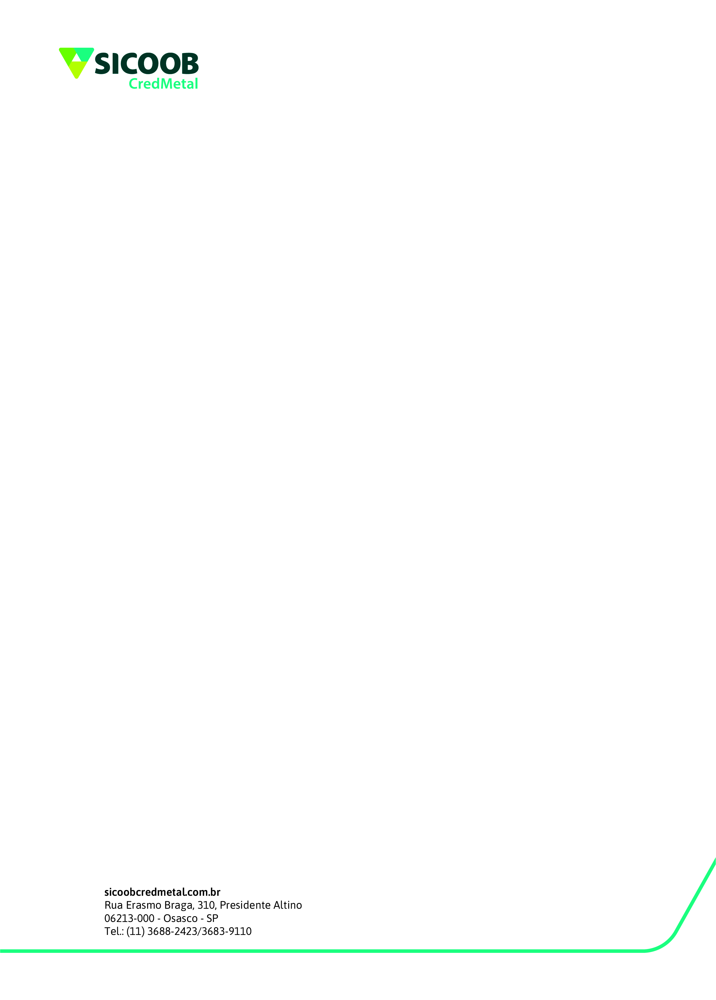 SICOOB
CredMetal
sicoobcredmetal.com.br
Rua Erasmo Braga, 310, Presidente Altino
06213-000 - Osasco - SP
Tel.: (11) 3688-2423/3683-9110